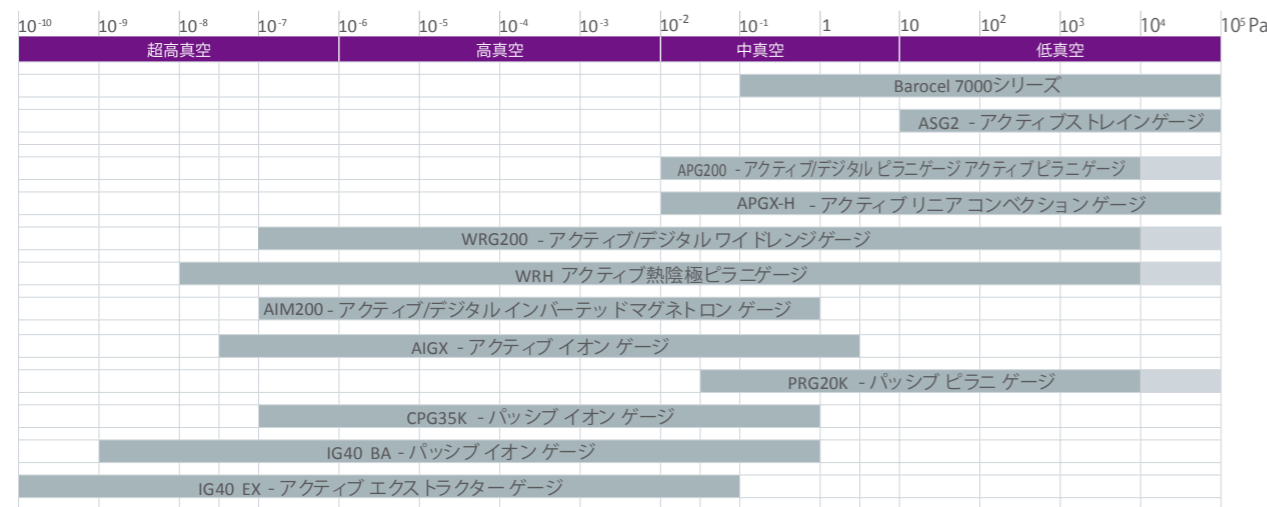 10⁻¹⁰ 10⁻⁹ 10⁻⁸ 10⁻⁷ 10⁻⁶ 10⁻⁵ 10⁻⁴ 10⁻³ 10⁻² 10⁻¹ 1 10 10² 10³ 10⁴ 10⁵ Pa
超高真空 高真空 中真空 低真空
Barocel 7000シリーズ
ASG2 - アクティブストレインゲージ
APG200 - アクティブ/デジタル ピラニゲージ アクティブ ピラニゲージ
APGX-H - アクティブ リニア コンベクション ゲージ
WRG200 - アクティブ/デジタル ワイドレンジゲージ
WRH アクティブ熱陰極ピラニゲージ
AIM200 - アクティブ/デジタル インバーテッド マグネトロン ゲージ
AIGX - アクティブ イオン ゲージ
PRG20K - パッシブ ピラニ ゲージ
CPG35K - パッシブ イオン ゲージ
IG40 BA - パッシブ イオン ゲージ
IG40 EX - アクティブ エクストラクター ゲージ